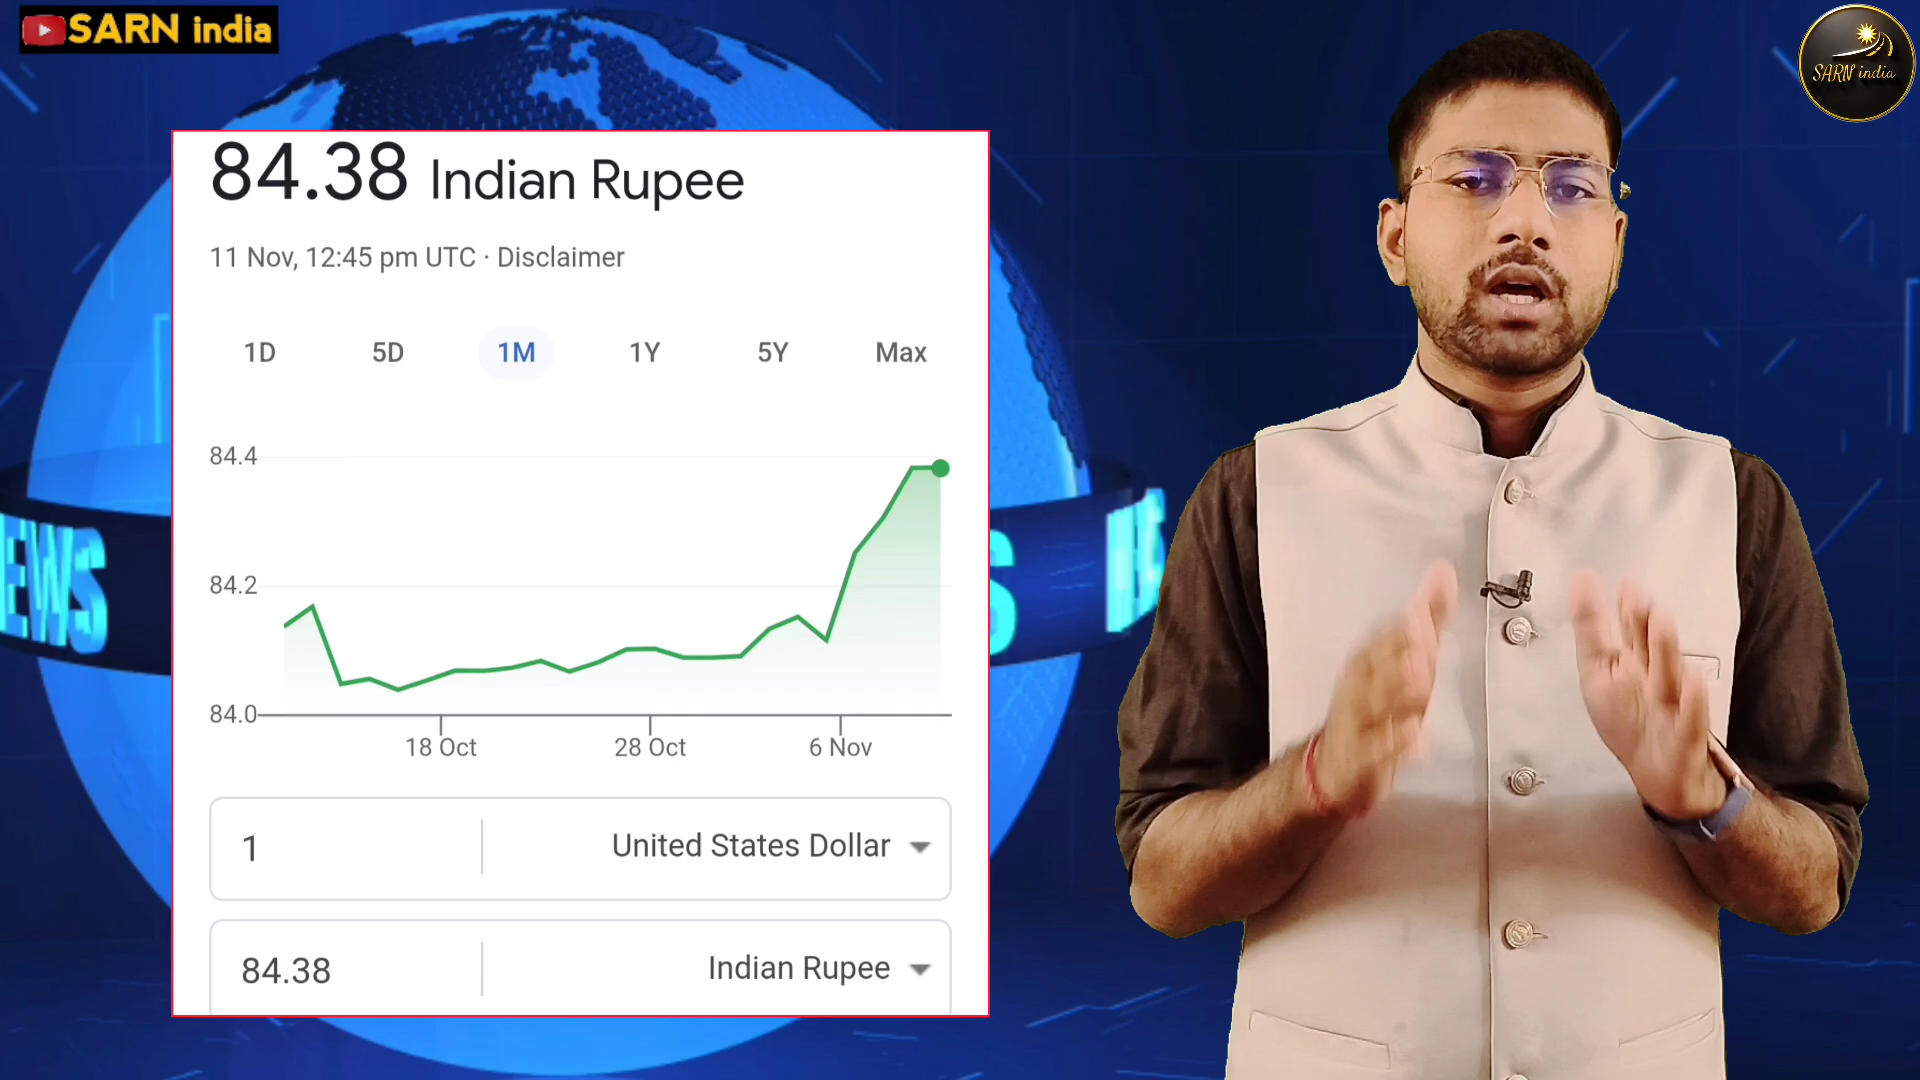 SARN india
SARN india
84.38 Indian Rupee
11 Nov, 12:45 pm UTC · Disclaimer
1D 5D 1M 1Y 5Y Max
84.4
84.2
84.0
18 Oct 28 Oct 6 Nov
1 United States Dollar
84.38 Indian Rupee
EWS
S